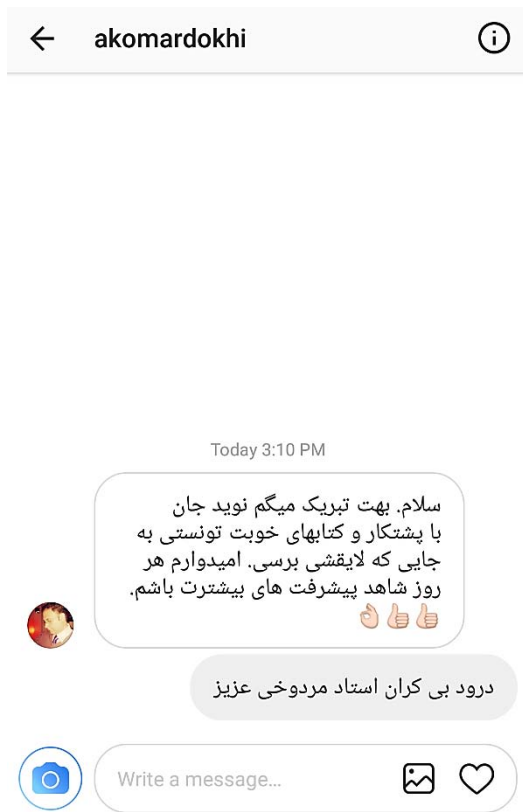 akomardokhi
Today 3:10 PM
سلام. بهت تبریک میگم نوید جان
با پشتکار و کتابهای خوبت تونستی به
جایی که لایقشی برسی. امیدوارم هر
روز شاهد پیشرفت های بیشترت باشم.
👍🏻👍🏻👌🏻
درود بی کران استاد مردوخی عزیز
Write a message...